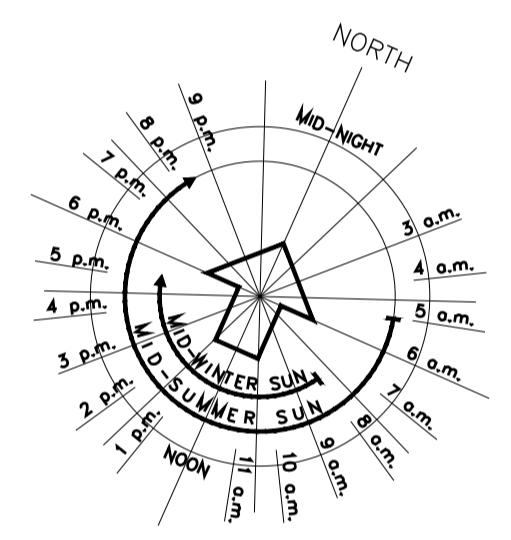 NORTH
MID-NIGHT
3 a.m.
4 a.m.
5 a.m.
6 a.m.
7 a.m.
8 a.m.
9 a.m.
10 a.m.
11 a.m.
NOON
1 p.m.
2 p.m.
3 p.m.
4 p.m.
5 p.m.
6 p.m.
7 p.m.
8 p.m.
9 p.m.
MID-WINTER SUN
MID-SUMMER SUN